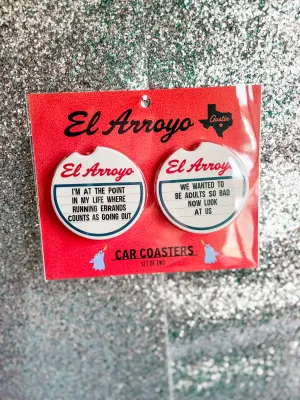 El Arroyo
Austin
El Arroyo
I'M AT THE POINT
IN MY LIFE WHERE
RUNNING ERRANDS
COUNTS AS GOING OUT
El Arroyo
WE WANTED TO
BE ADULTS SO BAD
NOW LOOK
AT US
CAR COASTERS
SET OF TWO